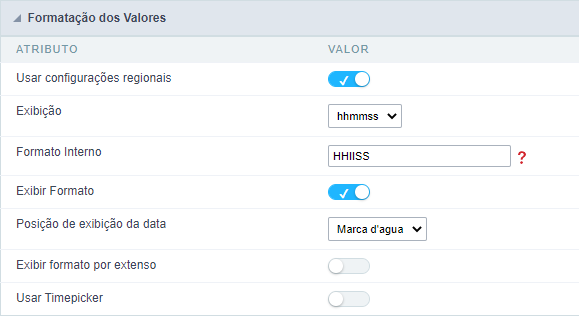 Formatação dos Valores
ATRIBUTO VALOR
Usar configurações regionais
Exibição hhmmss
Formato Interno HHIISS ?
Exibir Formato
Posição de exibição da data Marca d'agua
Exibir formato por extenso
Usar Timepicker